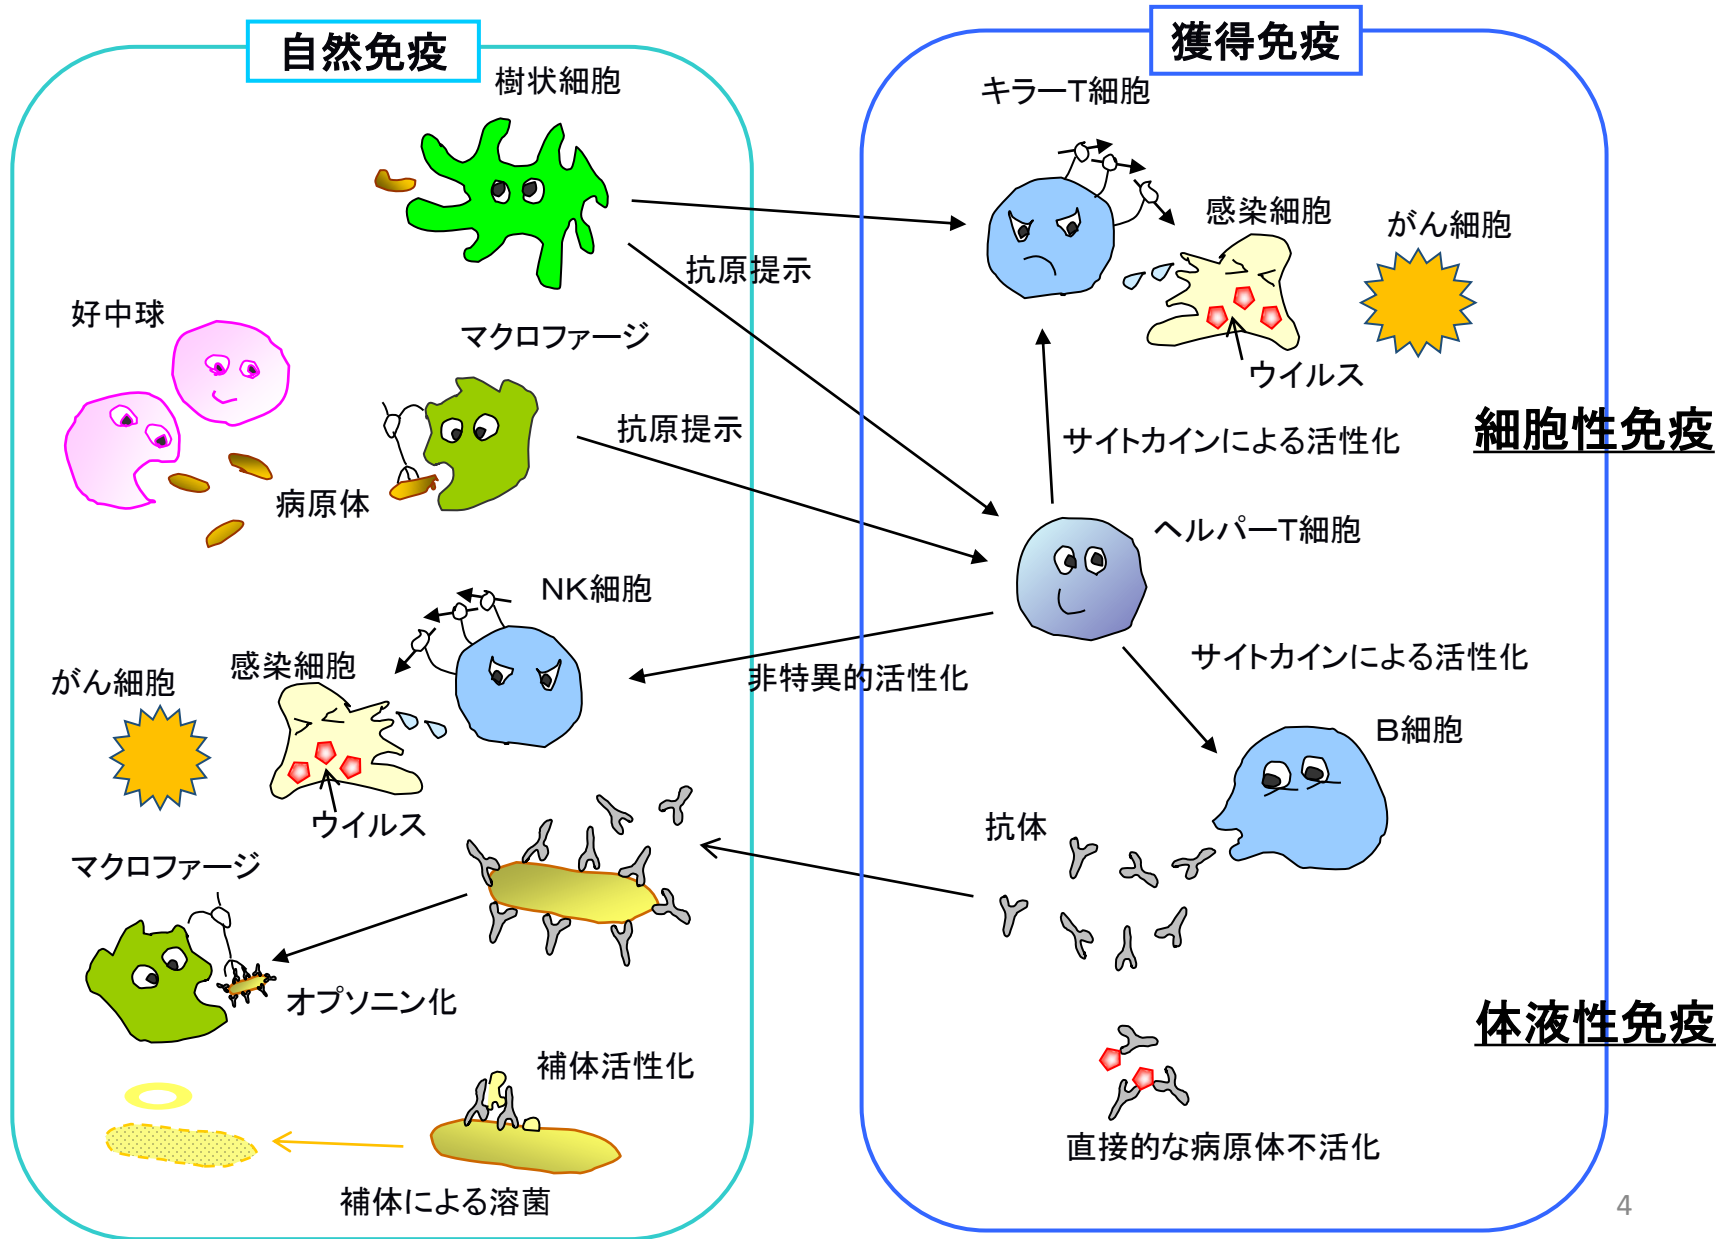 自然免疫
樹状細胞
抗原提示
好中球
マクロファージ
抗原提示
病原体
NK細胞
感染細胞
がん細胞
非特異的活性化
ウイルス
マクロファージ
オプソニン化
補体活性化
補体による溶菌
獲得免疫
キラーT細胞
感染細胞
がん細胞
ウイルス
細胞性免疫
サイトカインによる活性化
ヘルパーT細胞
サイトカインによる活性化
B細胞
抗体
体液性免疫
直接的な病原体不活化
4